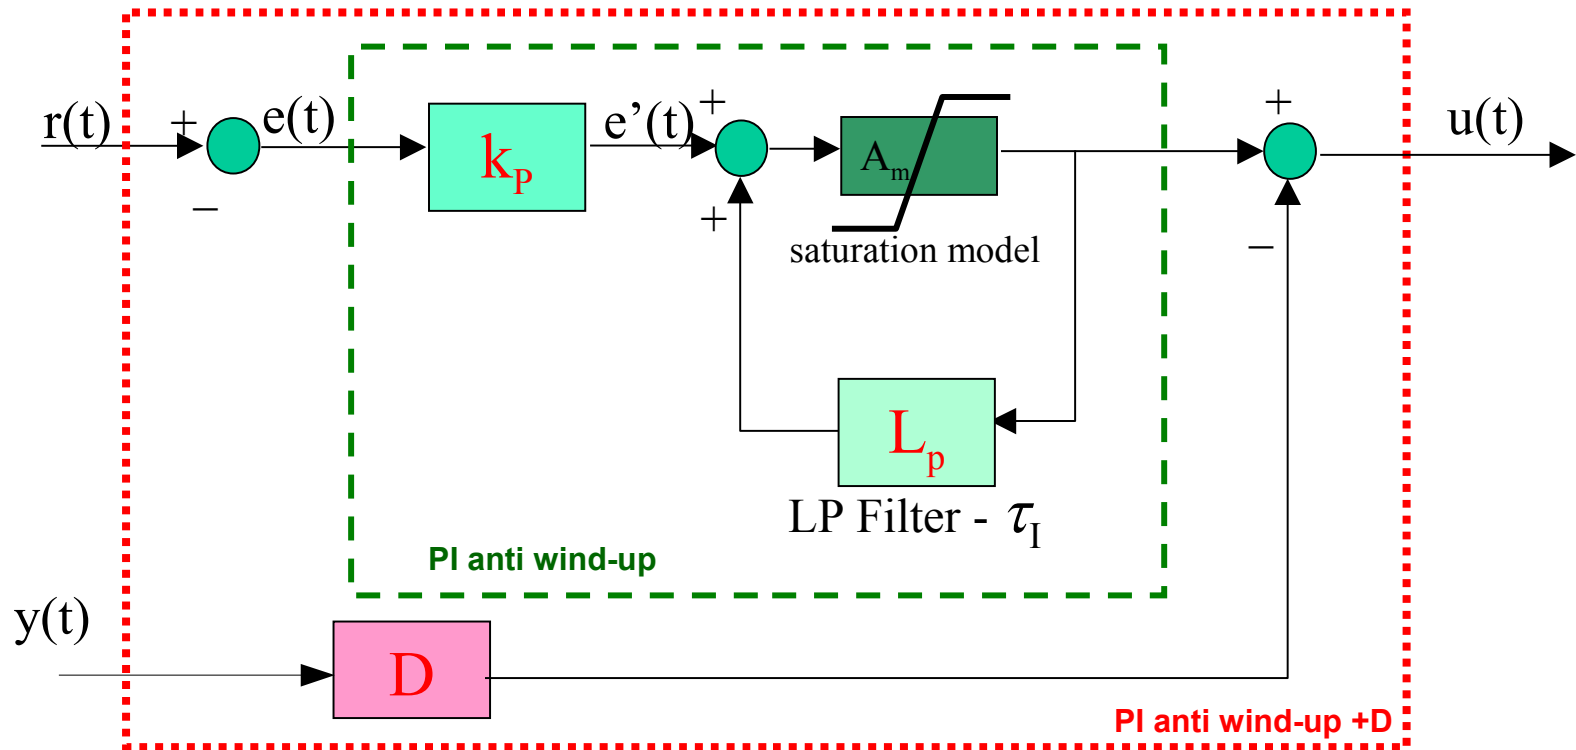 r(t)
+
−
e(t)
kP
e’(t)
+
+
Am
saturation model
+
−
u(t)
Lp
LP Filter - τI
PI anti wind-up
y(t)
D
PI anti wind-up +D